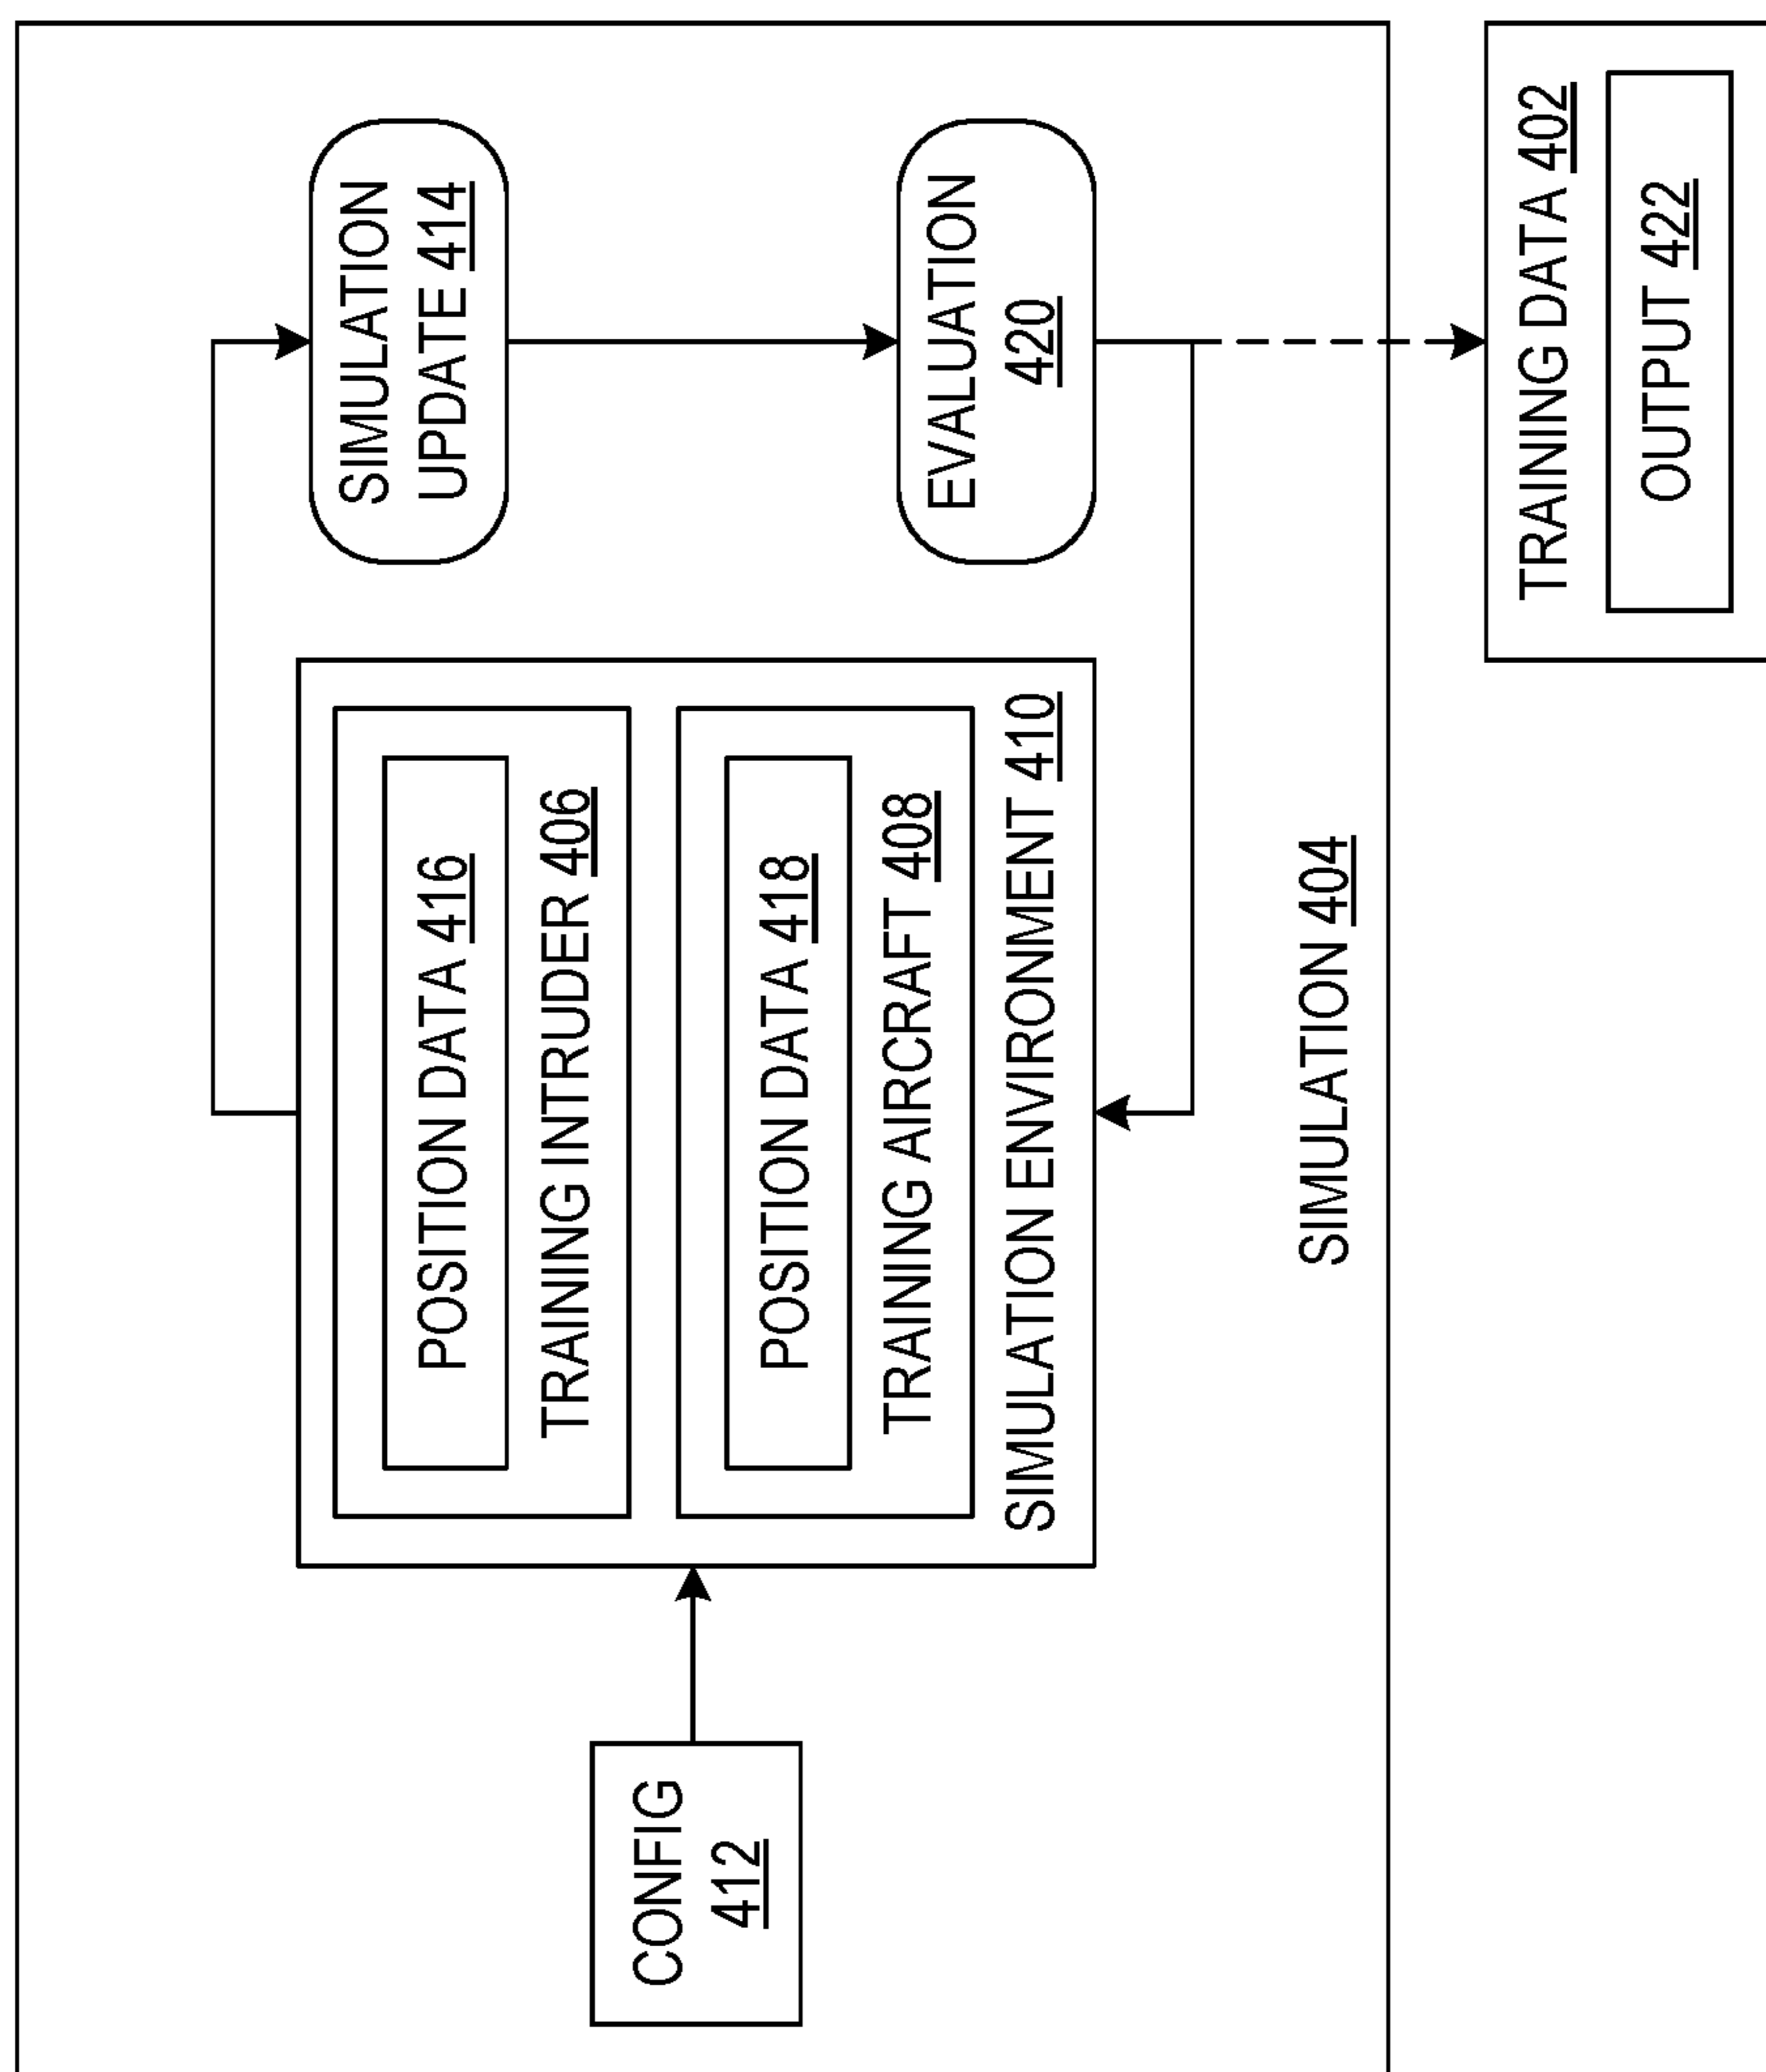 CONFIG
412
POSITION DATA 416
TRAINING INTRUDER 406
POSITION DATA 418
TRAINING AIRCRAFT 408
SIMULATION ENVIRONMENT 410
SIMULATION
UPDATE 414
EVALUATION
420
SIMULATION 404
TRAINING DATA 402
OUTPUT 422